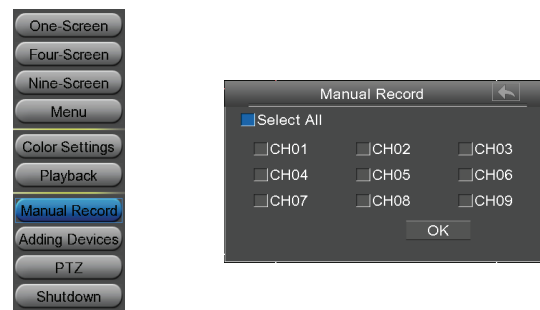 One-Screen
Four-Screen
Nine-Screen
Menu
Color Settings
Playback
Manual Record
Adding Devices
PTZ
Shutdown
Manual Record
Select All
CH01 CH02 CH03
CH04 CH05 CH06
CH07 CH08 CH09
OK